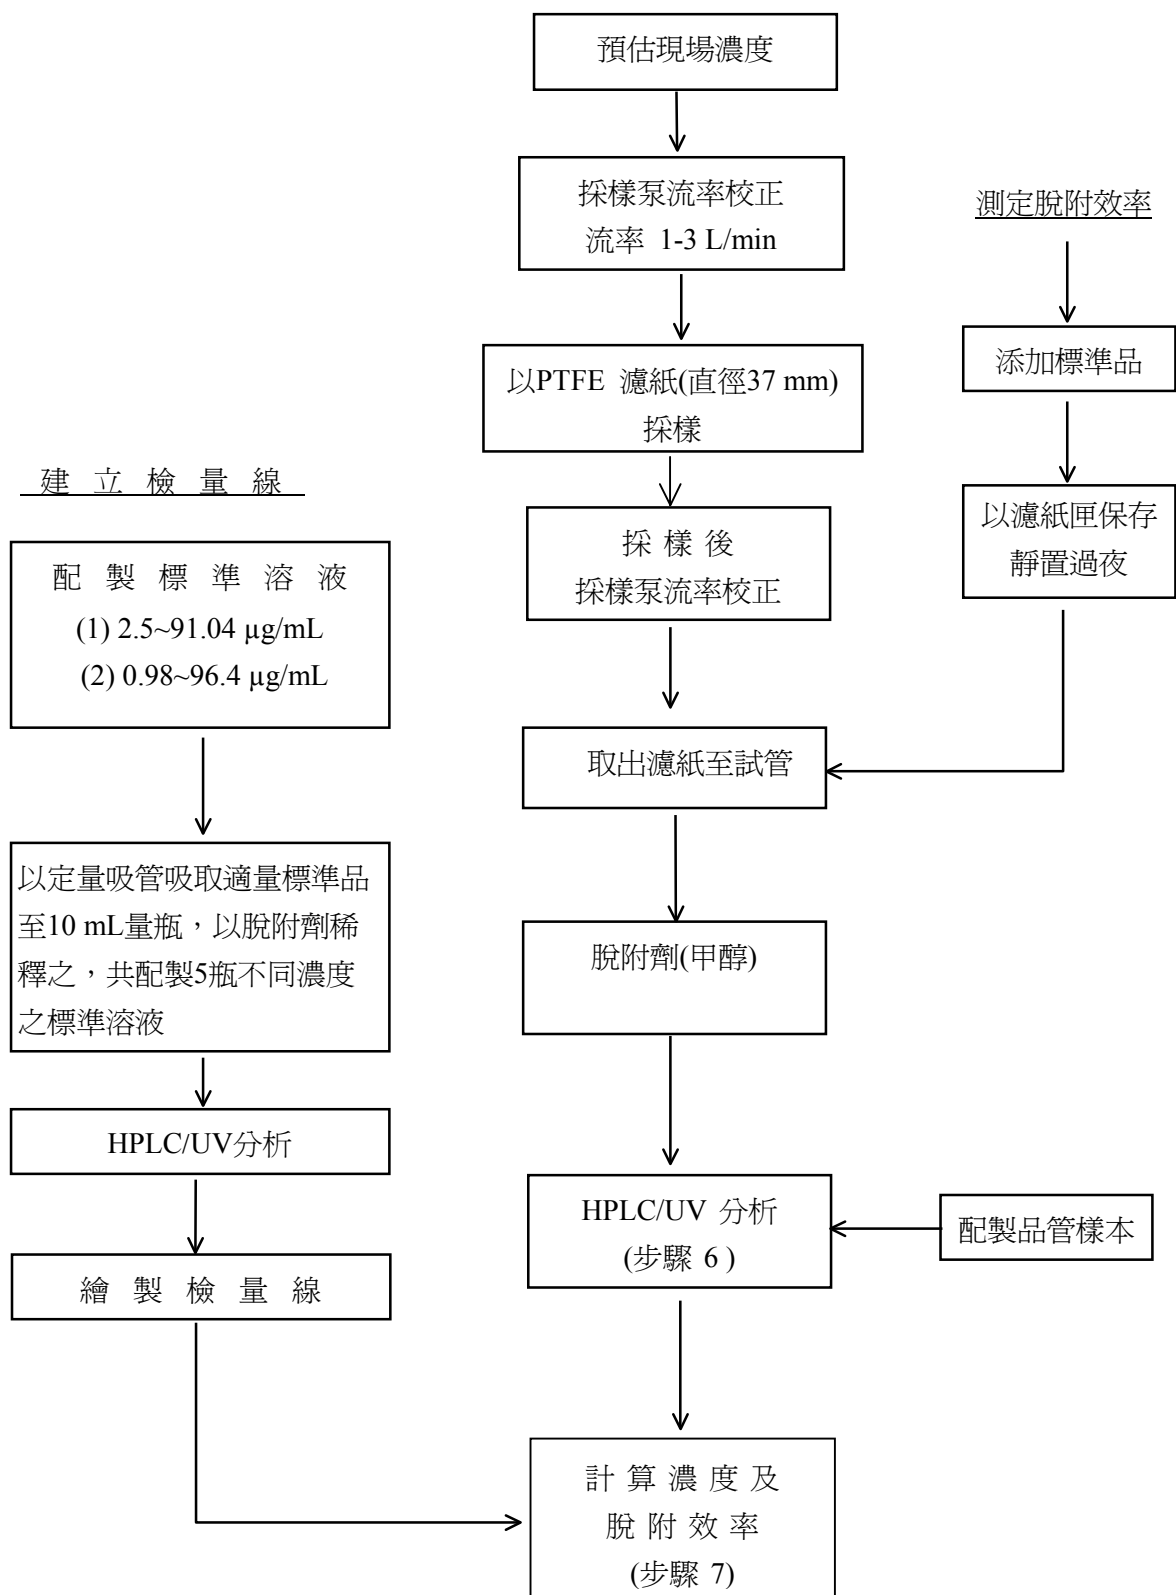 預估現場濃度
採樣泵流率校正
流率 1-3 L/min
測定脫附效率
以PTFE 濾紙(直徑37 mm)
採樣
添加標準品
建立檢量線
採樣後
採樣泵流率校正
以濾紙匣保存
靜置過夜
配製標準溶液
(1) 2.5~91.04 µg/mL
(2) 0.98~96.4 µg/mL
取出濾紙至試管
以定量吸管吸取適量標準品
至10 mL量瓶，以脫附劑稀
釋之，共配製5瓶不同濃度
之標準溶液
脫附劑(甲醇)
HPLC/UV分析
HPLC/UV 分析
(步驟 6 )
配製品管樣本
繪製檢量線
計算濃度及
脫附效率
(步驟 7)